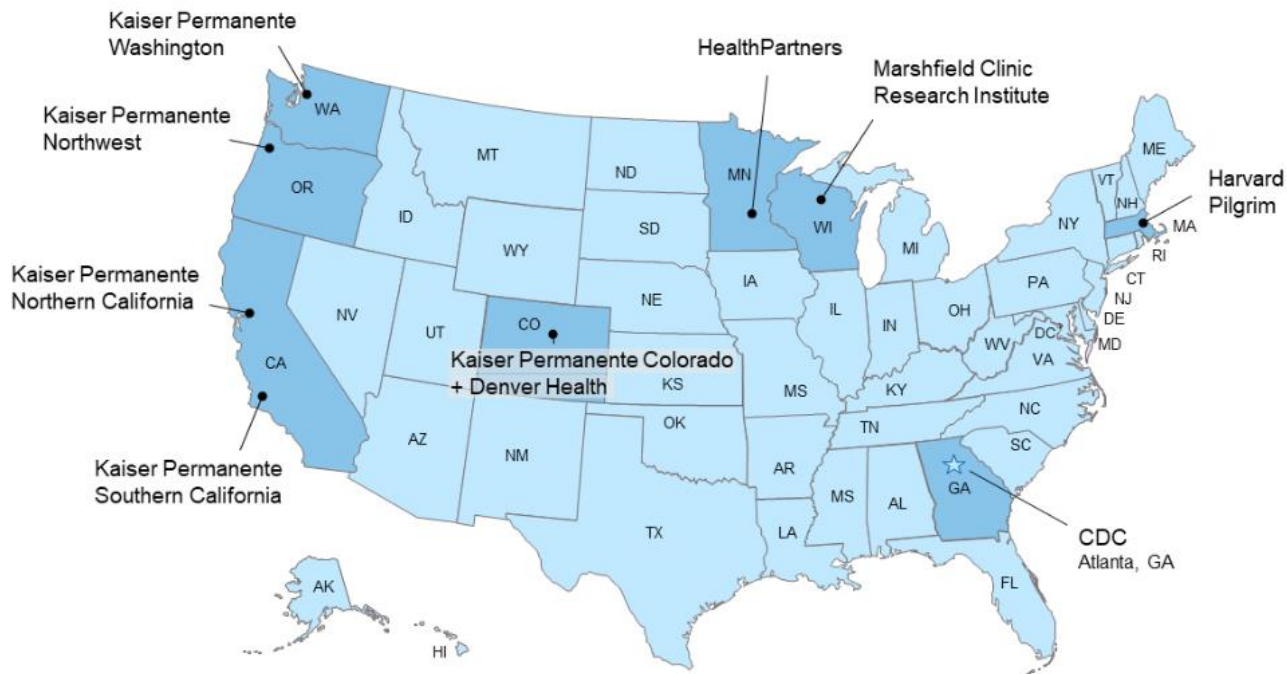 Kaiser Permanente
Washington
HealthPartners
Marshfield Clinic
Research Institute
Kaiser Permanente
Northwest
Harvard
Pilgrim
Kaiser Permanente
Northern California
Kaiser Permanente Colorado
+ Denver Health
Kaiser Permanente
Southern California
CDC
Atlanta, GA
WA
OR
CA
NV
ID
MT
WY
UT
CO
AZ
NM
ND
SD
NE
KS
OK
TX
MN
IA
MS
AR
LA
WI
IL
MI
IN
OH
KY
TN
MS
AL
GA
FL
SC
NC
VA
WV
DC
MD
DE
NJ
PA
NY
CT
RI
MA
VT
NH
ME
AK
HI